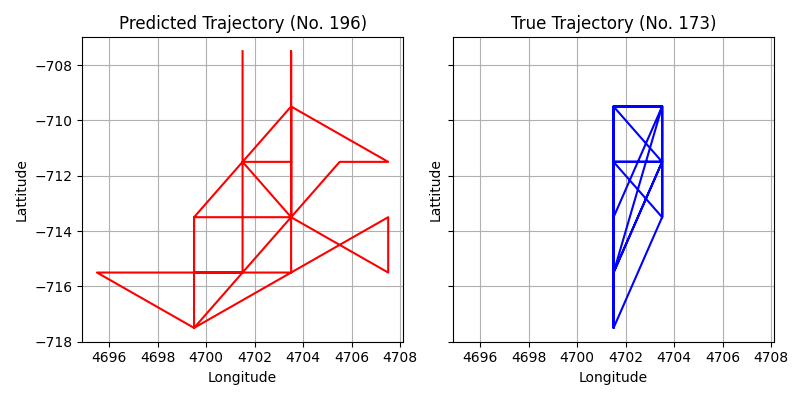 Predicted Trajectory (No. 196)
True Trajectory (No. 173)
Lattitude
−708
−710
−712
−714
−716
−718
4696 4698 4700 4702 4704 4706 4708
Longitude
Lattitude
4696 4698 4700 4702 4704 4706 4708
Longitude